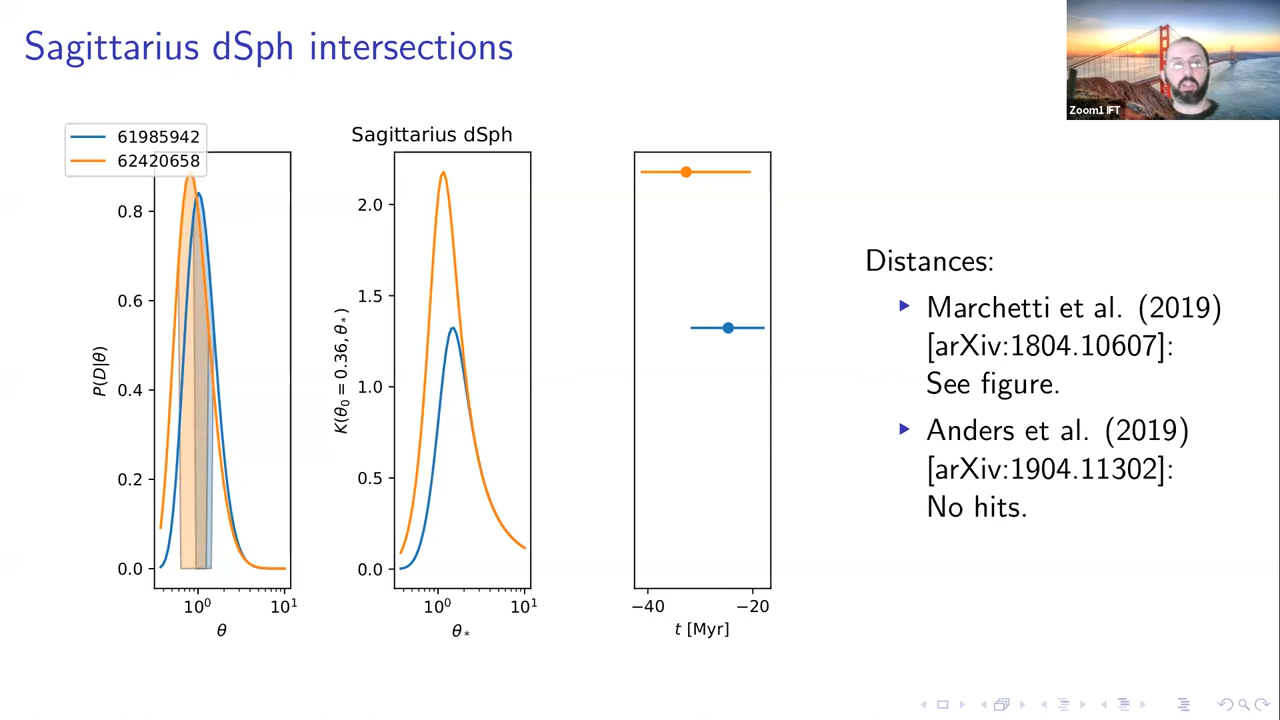 Sagittarius dSph intersections
Zoom1 IFT
61985942
62420658
Sagittarius dSph
P(D|θ)
0.8
0.6
0.4
0.2
0.0
10⁰ 10¹
θ
K(θ₀ = 0.36, θ*)
2.0
1.5
1.0
0.5
0.0
10⁰ 10¹
θ*
−40 −20
t [Myr]
Distances:
Marchetti et al. (2019)
[arXiv:1804.10607]:
See figure.
Anders et al. (2019)
[arXiv:1904.11302]:
No hits.